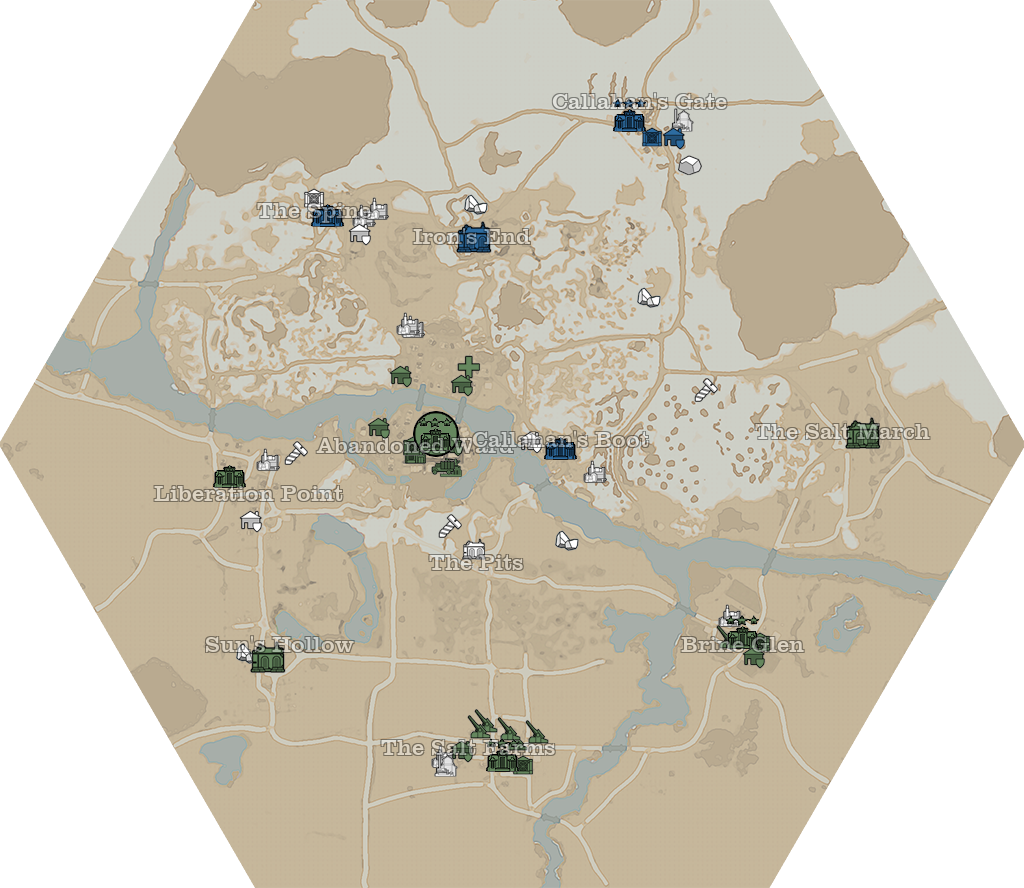 Callahan's Gate
The Spine
Iron's End
Abandoned Ward
Callahan's Boot
The Salt March
Liberation Point
The Pits
Sun's Hollow
Brine Glen
The Salt Farms